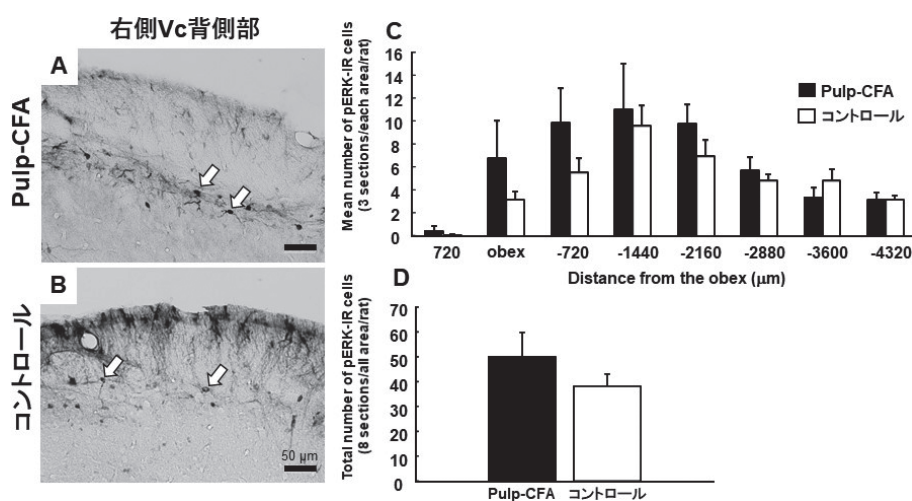 右側Vc背側部
A
Pulp-CFA
B
コントロール
50 μm
C
Mean number of pERK-IR cells
(3 sections/each area/rat)
16
14
12
10
8
6
4
2
0
Pulp-CFA
コントロール
720 obex -720 -1440 -2160 -2880 -3600 -4320
Distance from the obex (μm)
D
Total number of pERK-IR cells
(8 sections/all area/rat)
70
60
50
40
30
20
10
0
Pulp-CFA コントロール